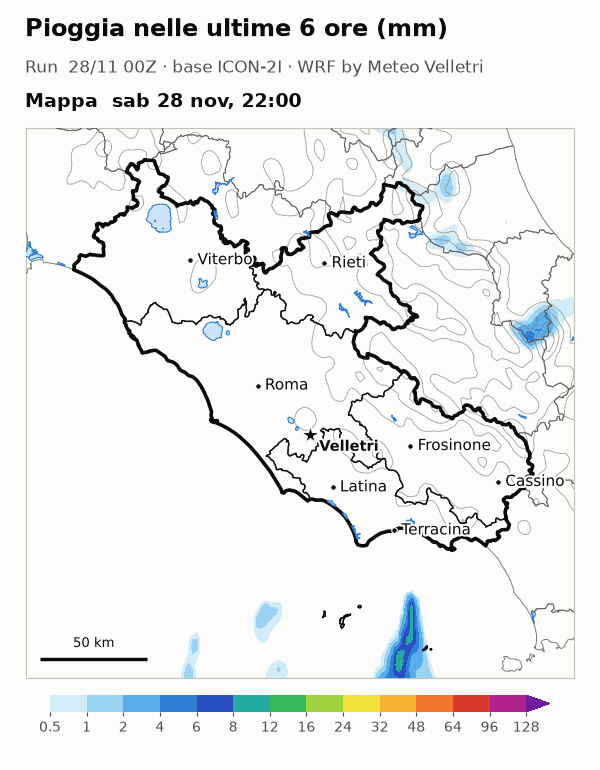 Pioggia nelle ultime 6 ore (mm)
Run  28/11 00Z · base ICON-2I · WRF by Meteo Velletri
Mappa  sab 28 nov, 22:00
Viterbo
Rieti
Roma
Velletri
Frosinone
Latina
Cassino
Terracina
50 km
0.5 1 2 4 6 8 12 16 24 32 48 64 96 128